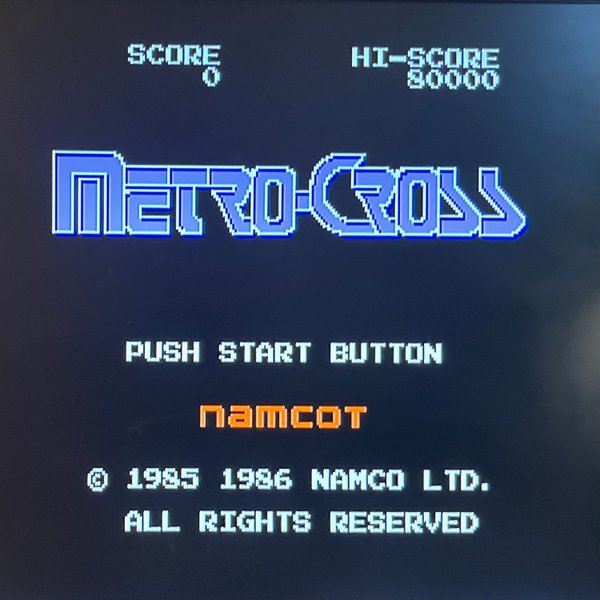 SCORE HI-SCORE
0 80000
METRO-CROSS
PUSH START BUTTON
namcot
© 1985 1986 NAMCO LTD.
ALL RIGHTS RESERVED